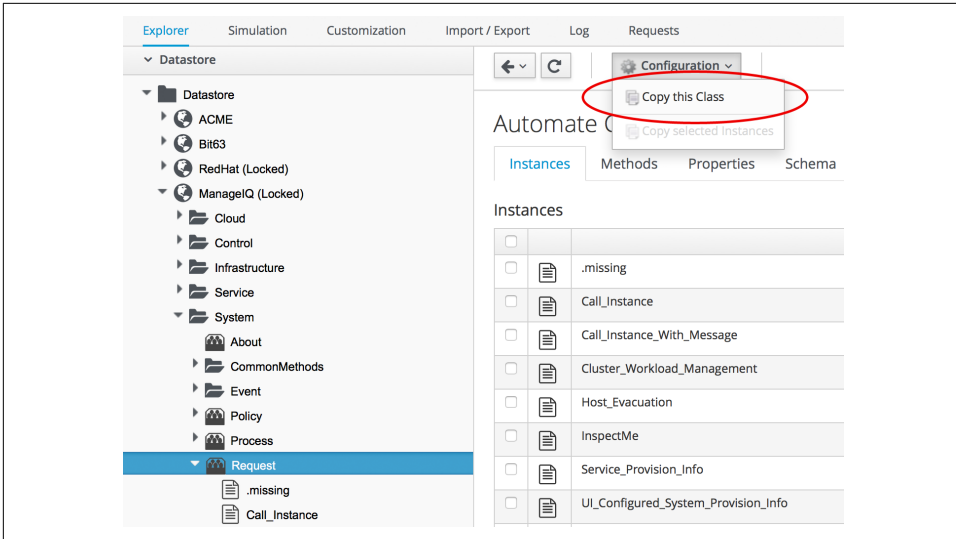 Explorer Simulation Customization Import / Export Log Requests
Datastore
Datastore
ACME
Bit63
RedHat (Locked)
ManageIQ (Locked)
Cloud
Control
Infrastructure
Service
System
About
CommonMethods
Event
Policy
Process
Request
.missing
Call_Instance
Configuration
Copy this Class
Copy selected instances
Automate
Instances Methods Properties Schema
Instances
.missing
Call_Instance
Call_Instance_With_Message
Cluster_Workload_Management
Host_Evacuation
InspectMe
Service_Provision_Info
UI_Configured_System_Provision_Info